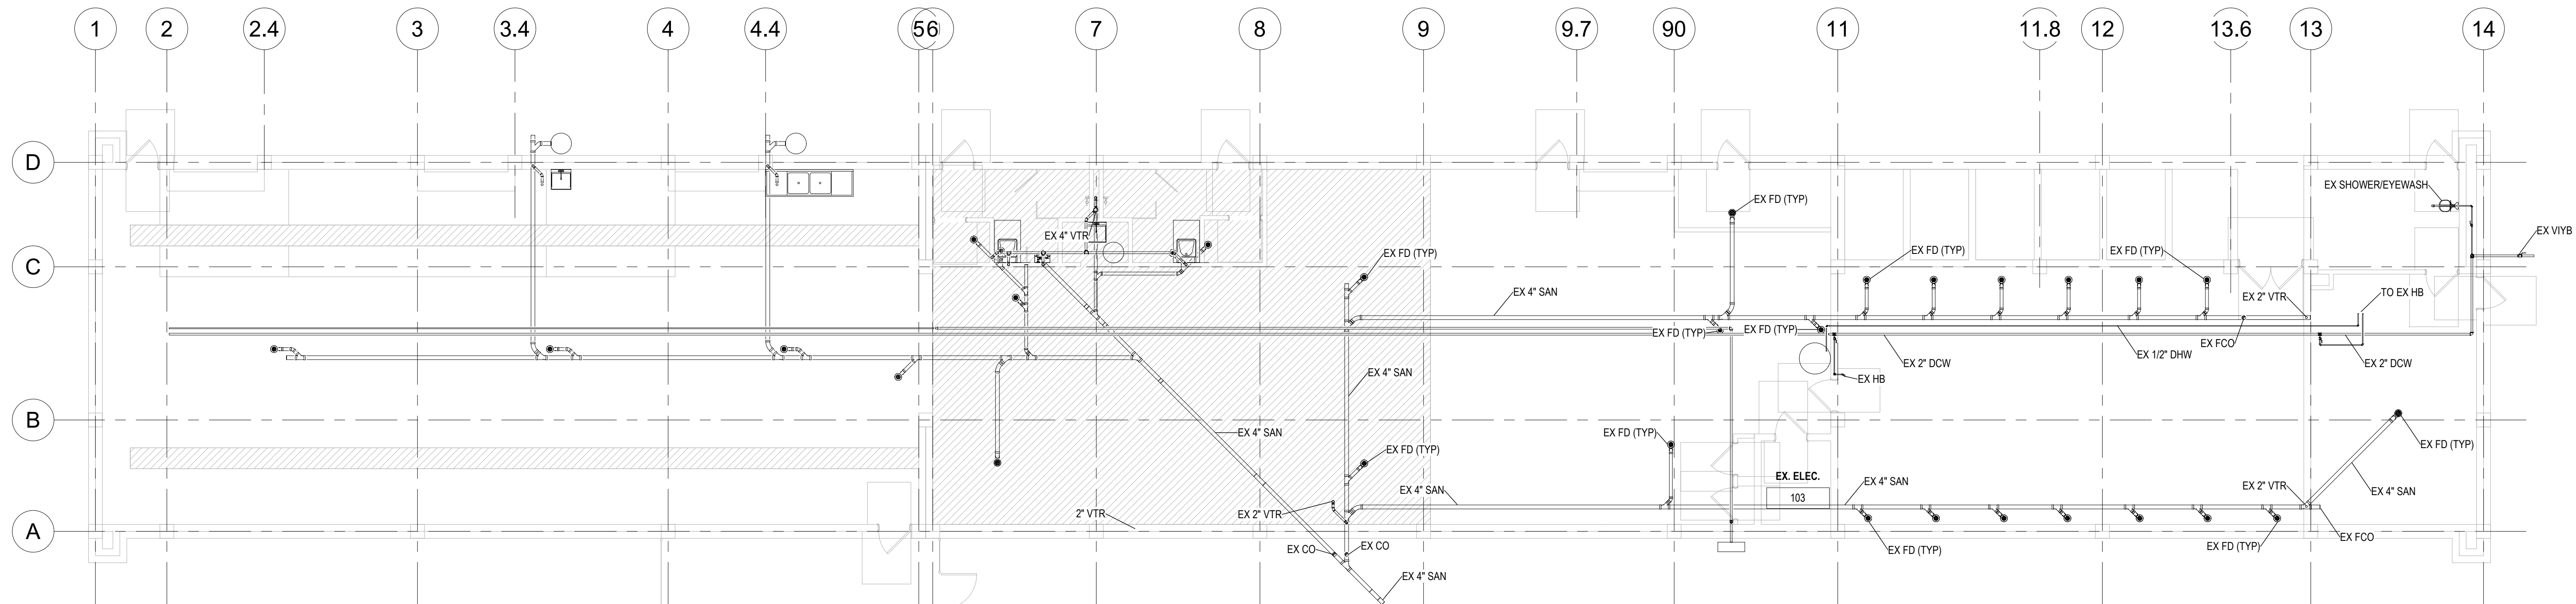 1
2
2.4
3
3.4
4
4.4
5
6
7
8
9
9.7
90
11
11.8
12
13.6
13
14
D
EX SHOWER/EYEWASH
EX FD (TYP)
EX 4" VTR
EX VIYB
EX FD (TYP)
EX FD (TYP)
EX FD (TYP)
C
EX 4" SAN
EX 2" VTR
TO EX HB
EX FD (TYP)
EX FD (TYP)
EX FCO
EX 1/2" DHW
EX 2" DCW
EX 2" DCW
EX 4" SAN
EX HB
B
EX 4" SAN
EX FD (TYP)
EX FD (TYP)
EX FD (TYP)
EX. ELEC.
103
EX 4" SAN
EX 4" SAN
EX 2" VTR
EX 4" SAN
2" VTR
EX 2" VTR
A
EX FCO
EX CO
EX CO
EX FD (TYP)
EX FD (TYP)
EX 4" SAN